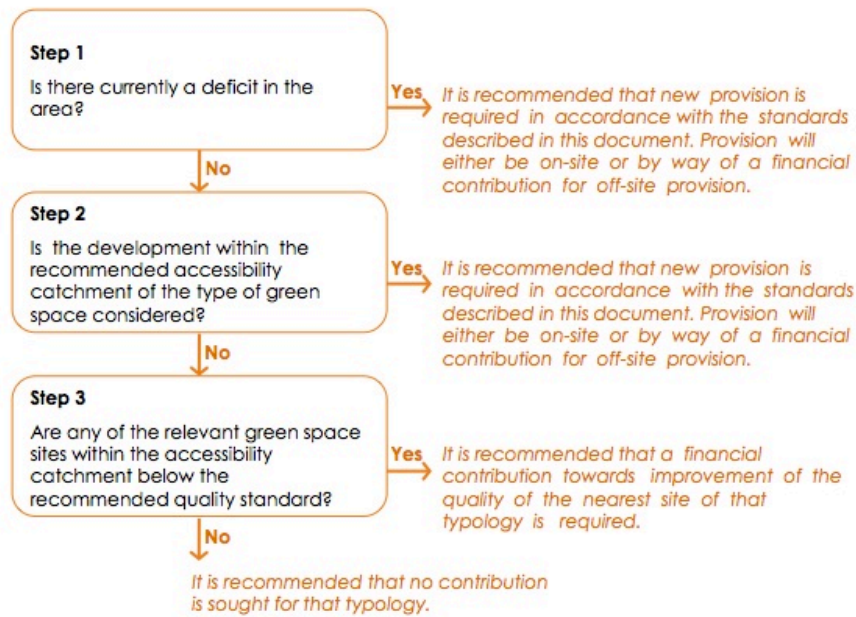 Step 1
Is there currently a deficit in the
area?
Yes
It is recommended that new provision is
required in accordance with the standards
described in this document. Provision will
either be on-site or by way of a financial
contribution for off-site provision.
No
Step 2
Is the development within the
recommended accessibility
catchment of the type of green
space considered?
Yes
It is recommended that new provision is
required in accordance with the standards
described in this document. Provision will
either be on-site or by way of a financial
contribution for off-site provision.
No
Step 3
Are any of the relevant green space
sites within the accessibility
catchment below the
recommended quality standard?
Yes
It is recommended that a financial
contribution towards improvement of the
quality of the nearest site of that
typology is required.
No
It is recommended that no contribution
is sought for that typology.